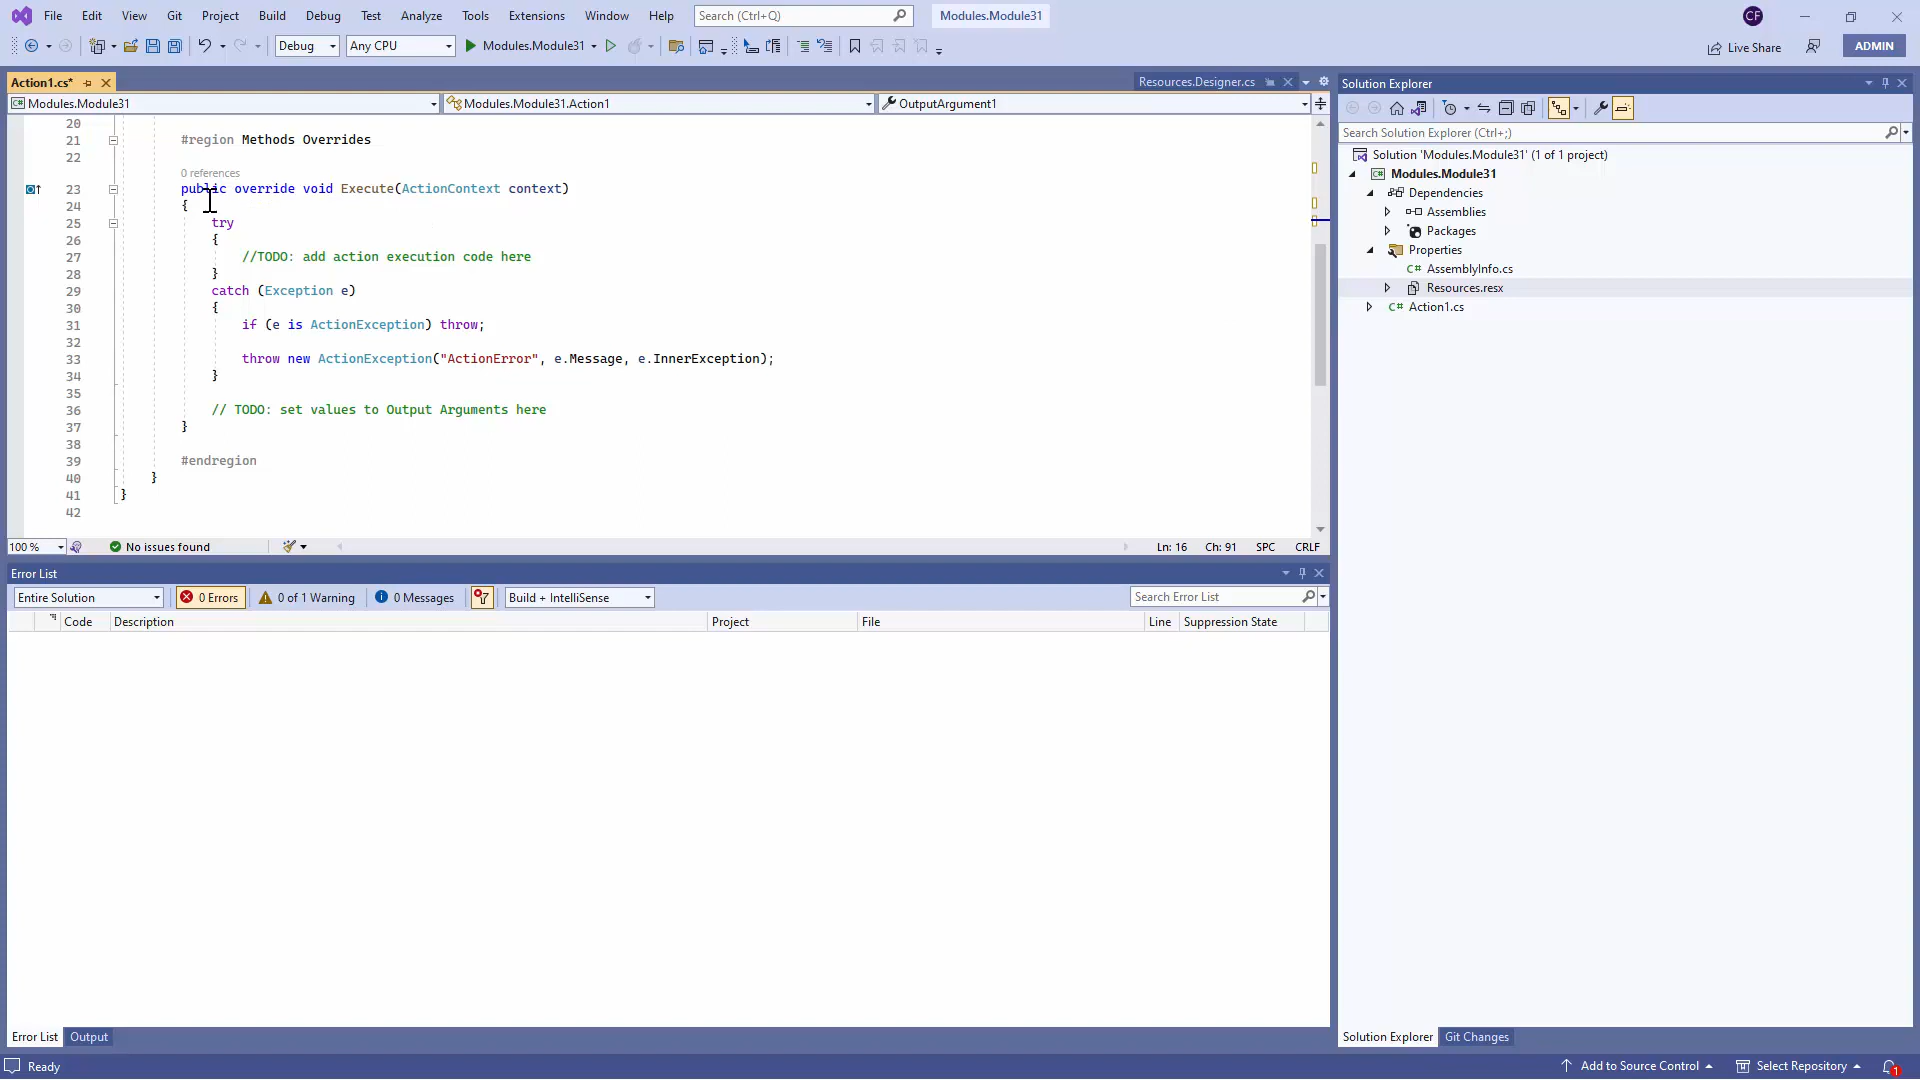 File Edit View Git Project Build Debug Test Analyze Tools Extensions Window Help Search (Ctrl+Q) Modules.Module31 CF
Debug Any CPU Modules.Module31 Live Share ADMIN
Action1.cs* Resources.Designer.cs
Modules.Module31 Modules.Module31.Action1 OutputArgument1
20
21 #region Methods Overrides
22
0 references
23 public override void Execute(ActionContext context)
24 {
25 try
26 {
27 //TODO: add action execution code here
28 }
29 catch (Exception e)
30 {
31 if (e is ActionException) throw;
32
33 throw new ActionException("ActionError", e.Message, e.InnerException);
34 }
35
36 // TODO: set values to Output Arguments here
37 }
38
39 #endregion
40 }
41 }
42
100 % No issues found Ln: 16 Ch: 91 SPC CRLF
Error List
Entire Solution 0 Errors 0 of 1 Warning 0 Messages Build + IntelliSense Search Error List
Code Description Project File Line Suppression State
Error List Output
Solution Explorer
Search Solution Explorer (Ctrl+;)
Solution 'Modules.Module31' (1 of 1 project)
Modules.Module31
Dependencies
Assemblies
Packages
Properties
C# AssemblyInfo.cs
Resources.resx
C# Action1.cs
Solution Explorer Git Changes
Ready Add to Source Control Select Repository 1